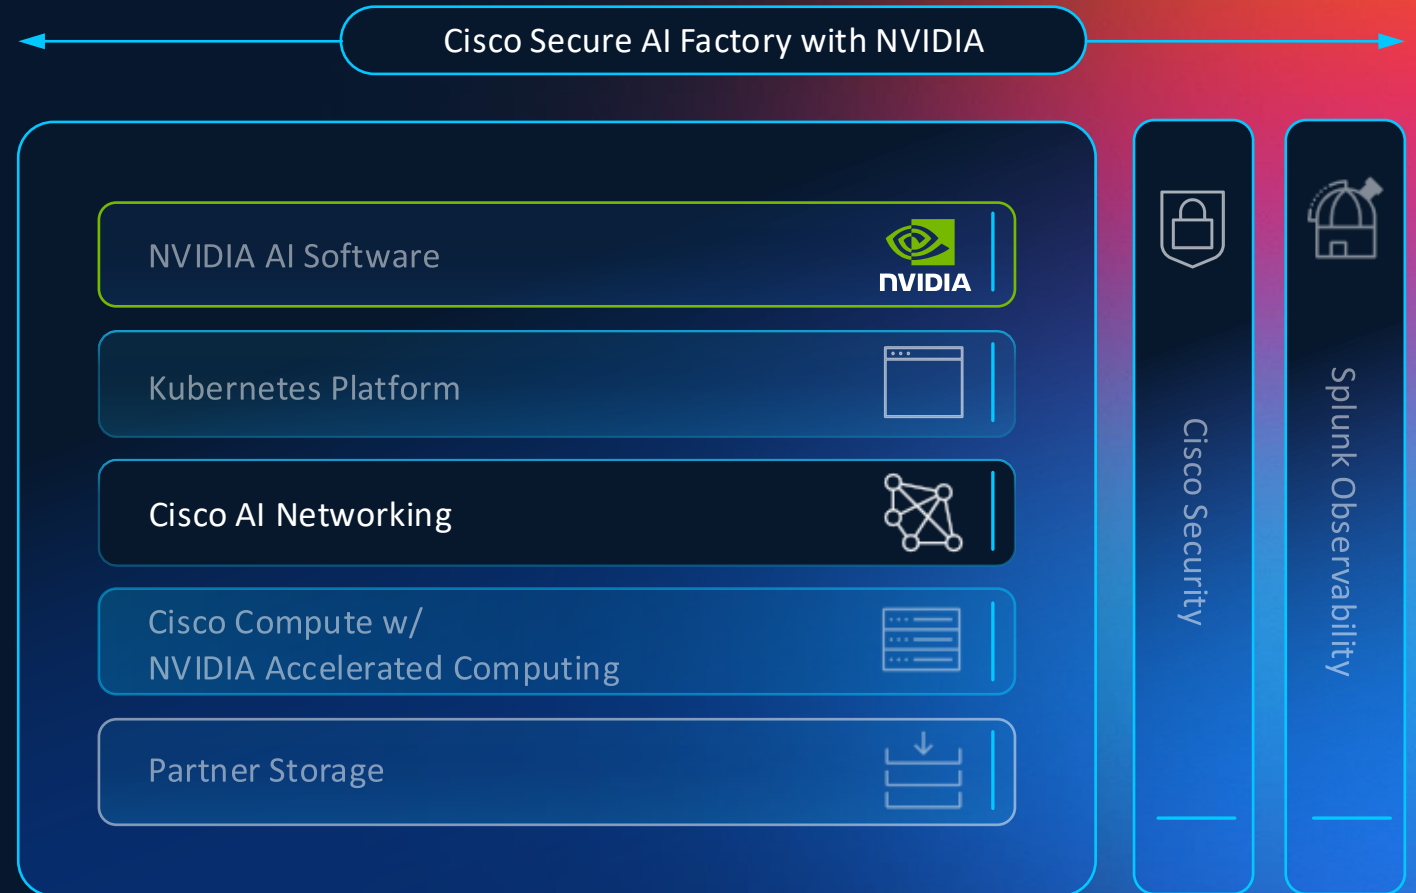 Cisco Secure AI Factory with NVIDIA
NVIDIA AI Software
NVIDIA
Kubernetes Platform
Cisco AI Networking
Cisco Compute w/
NVIDIA Accelerated Computing
Partner Storage
Cisco Security
Splunk Observability